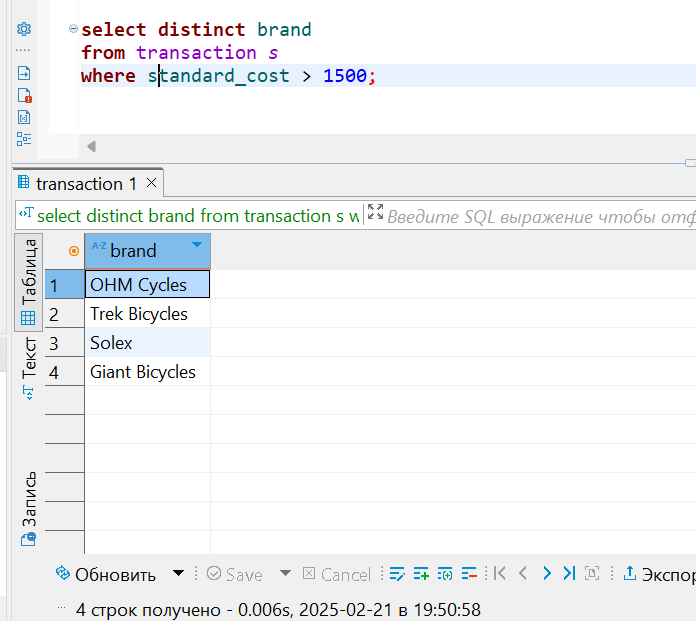 select distinct brand
from transaction s
where standard_cost > 1500;
transaction 1
select distinct brand from transaction s w
Введите SQL выражение чтобы отф
Таблица
Текст
Запись
A-Z brand
1 OHM Cycles
2 Trek Bicycles
3 Solex
4 Giant Bicycles
Обновить Save Cancel Экспор
4 строк получено - 0.006s, 2025-02-21 в 19:50:58